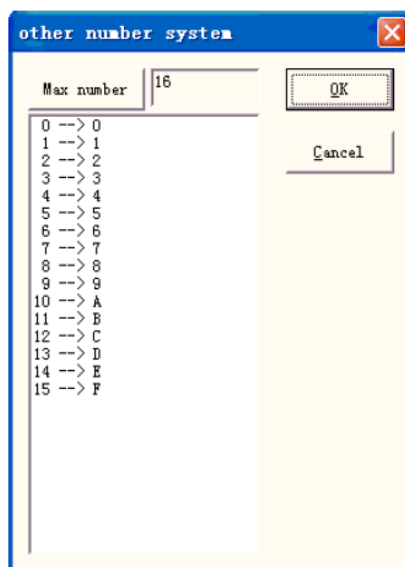 other number system
Max number
16
OK
0 --> 0
1 --> 1
2 --> 2
3 --> 3
4 --> 4
5 --> 5
6 --> 6
7 --> 7
8 --> 8
9 --> 9
10 --> A
11 --> B
12 --> C
13 --> D
14 --> E
15 --> F
Cancel